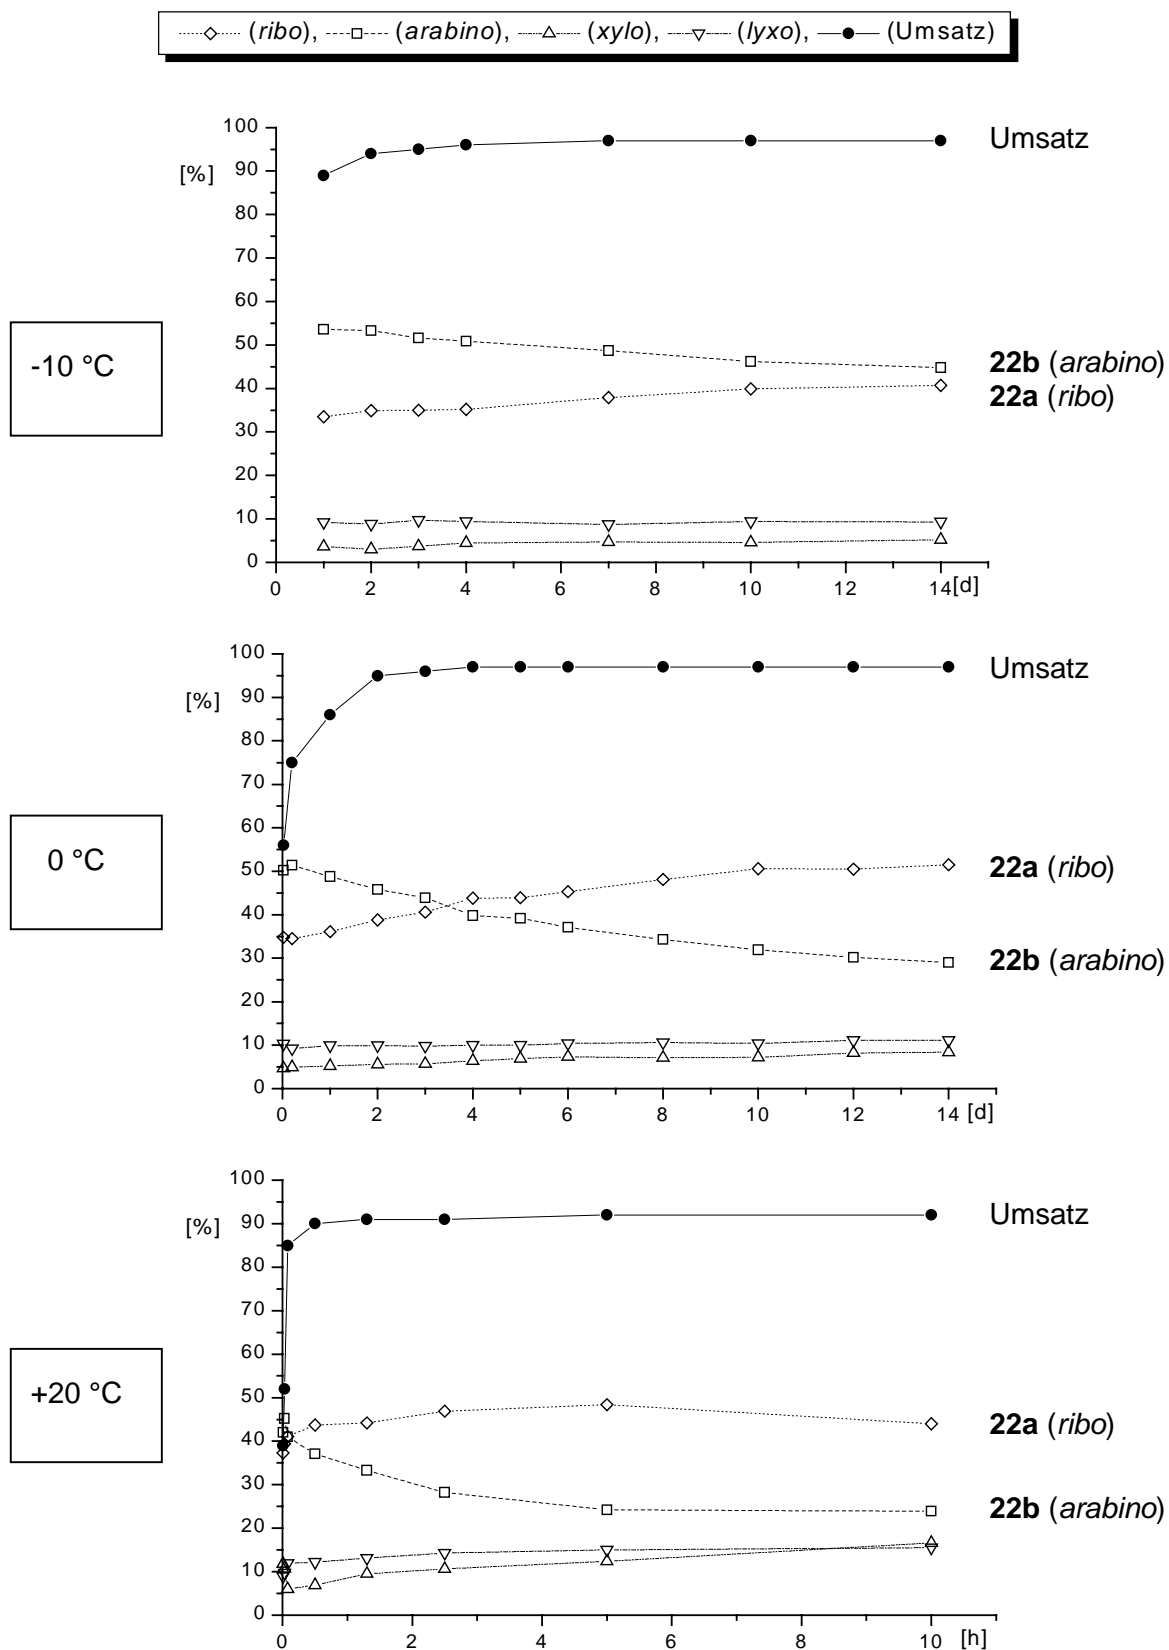 (ribo), (arabino), (xylo), (lyxo), (Umsatz)
100
90
80
70
60
50
40
30
20
10
0
[%]
0 2 4 6 8 10 12 14 [d]
-10 °C
Umsatz
22b (arabino)
22a (ribo)
100
90
80
70
60
50
40
30
20
10
0
[%]
0 2 4 6 8 10 12 14 [d]
0 °C
Umsatz
22a (ribo)
22b (arabino)
100
90
80
70
60
50
40
30
20
10
0
[%]
0 2 4 6 8 10 [h]
+20 °C
Umsatz
22a (ribo)
22b (arabino)